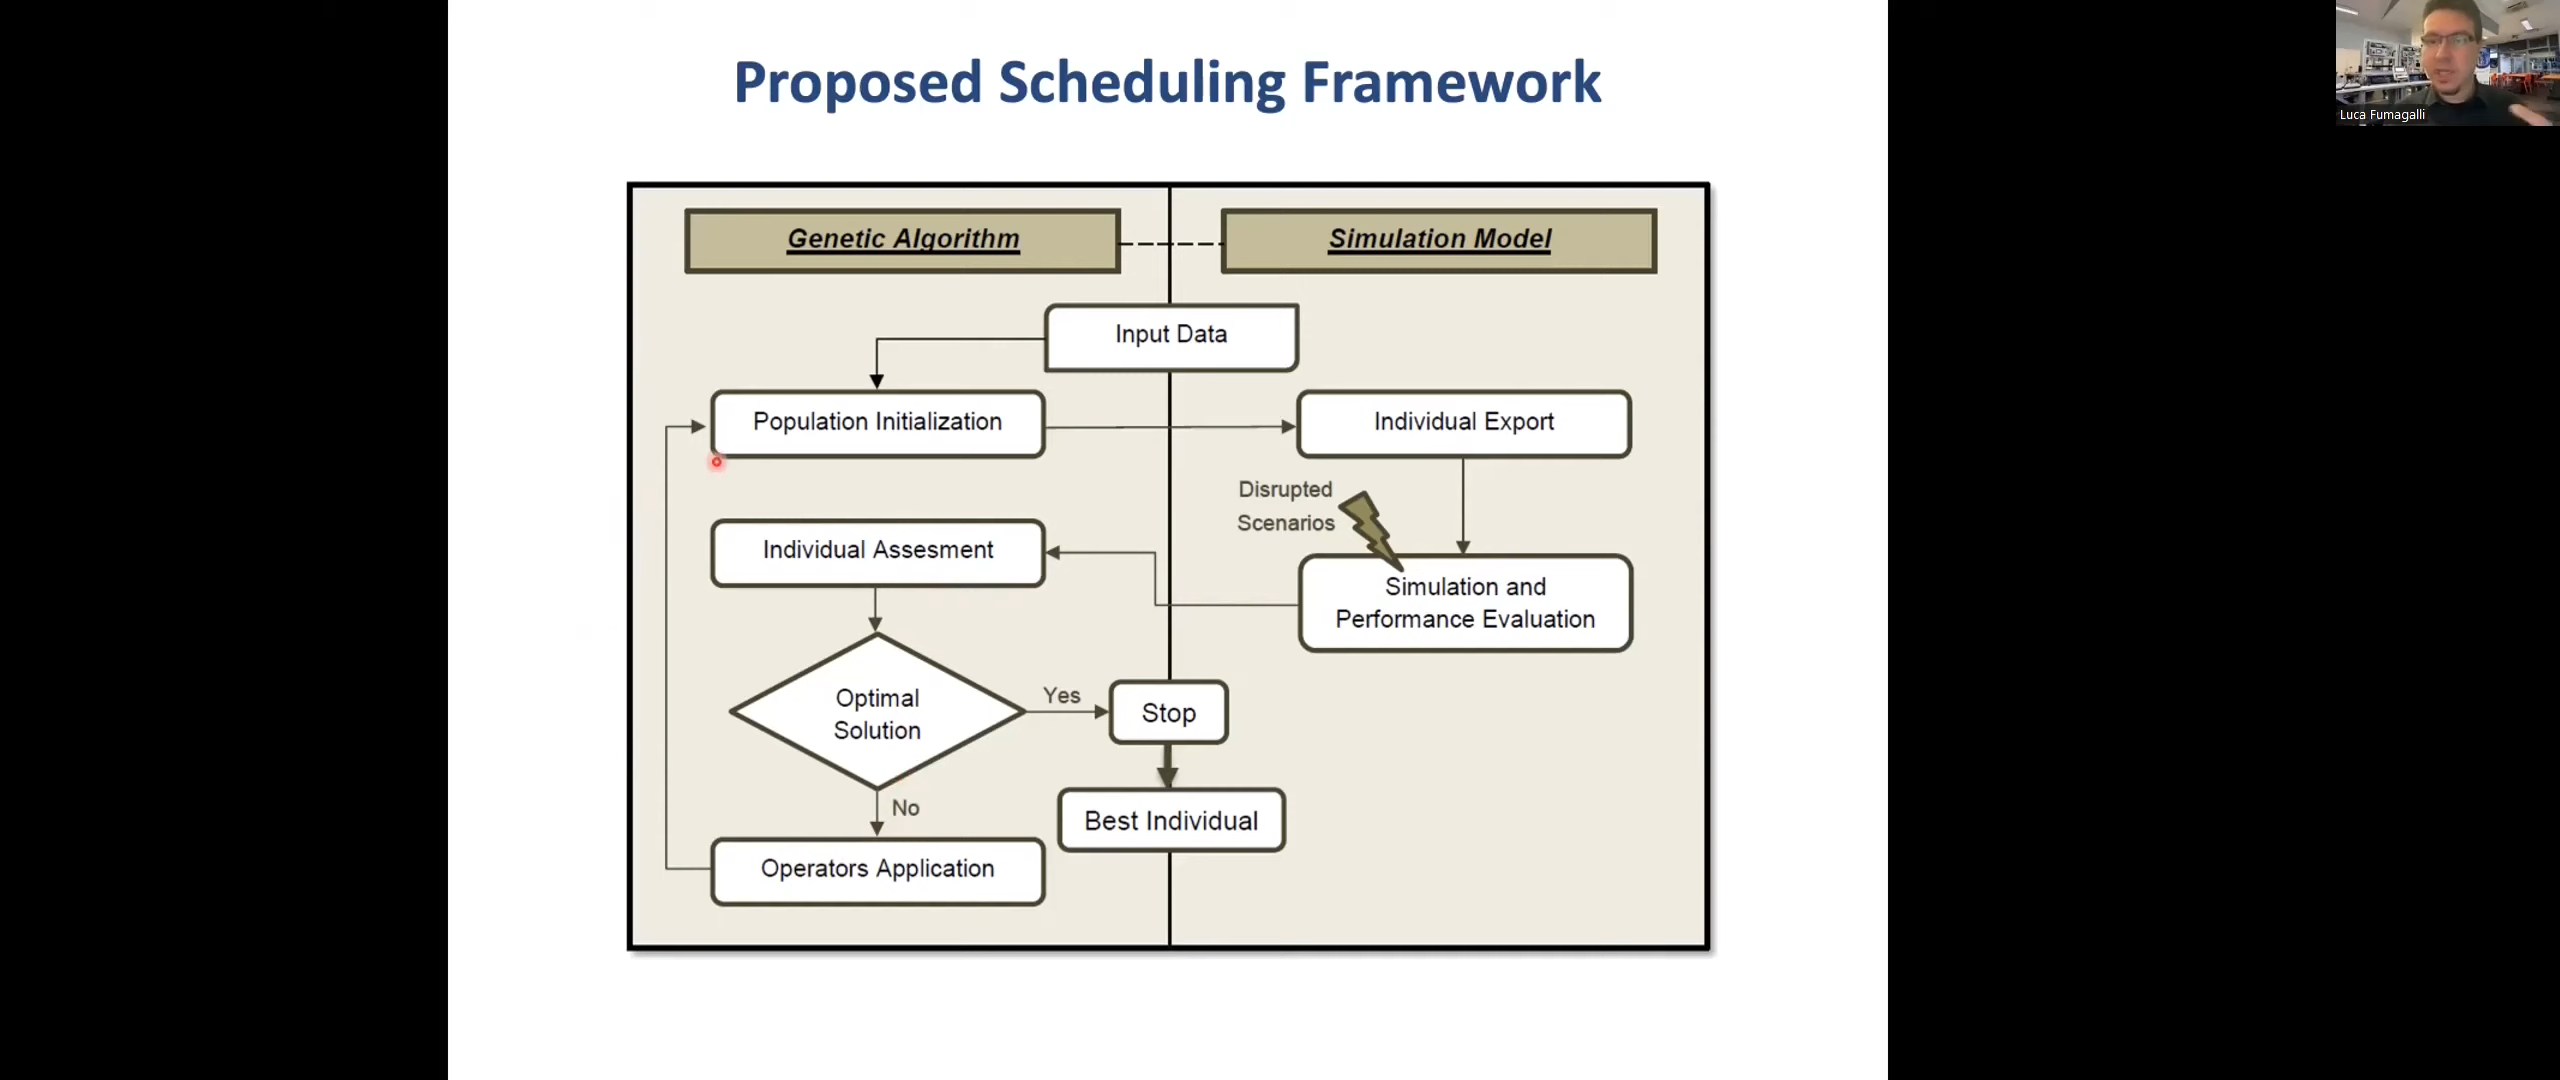 Proposed Scheduling Framework
Luca Fumagalli
Genetic Algorithm
Simulation Model
Input Data
Population Initialization
Individual Export
Disrupted
Scenarios
Individual Assesment
Simulation and
Performance Evaluation
Optimal
Solution
Yes
Stop
No
Best Individual
Operators Application